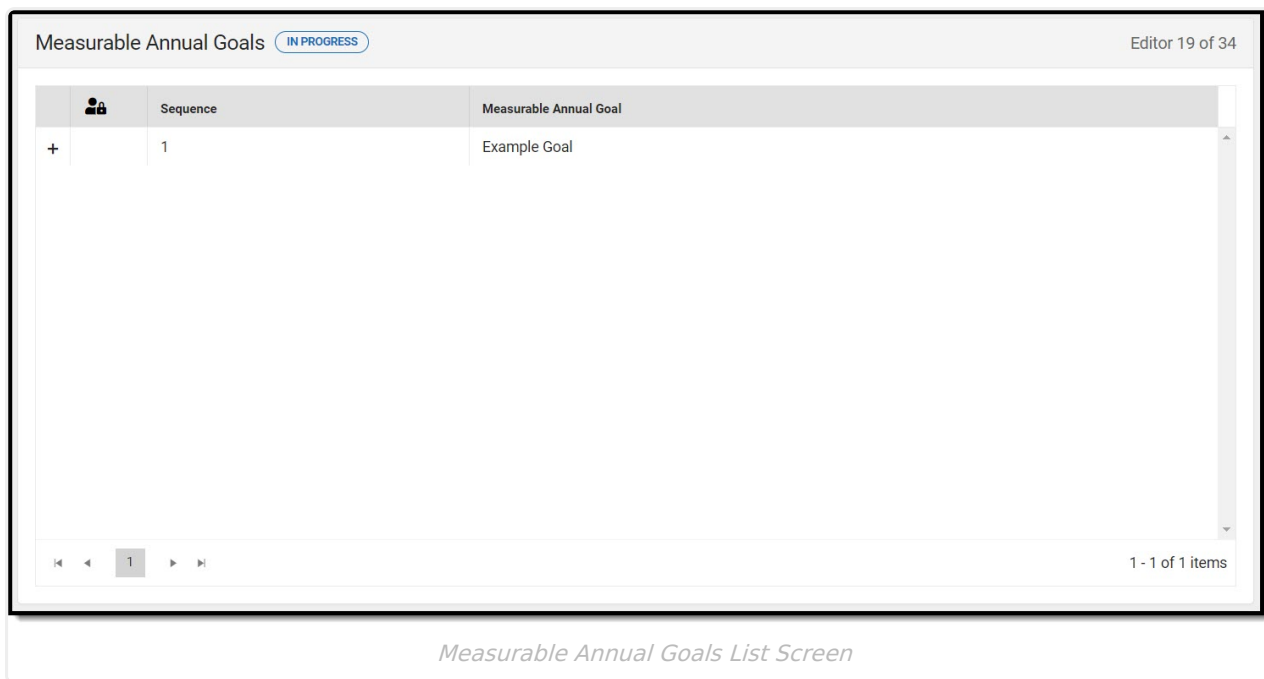 Measurable Annual Goals IN PROGRESS Editor 19 of 34
Sequence Measurable Annual Goal
+ 1 Example Goal
1 1 - 1 of 1 items
Measurable Annual Goals List Screen